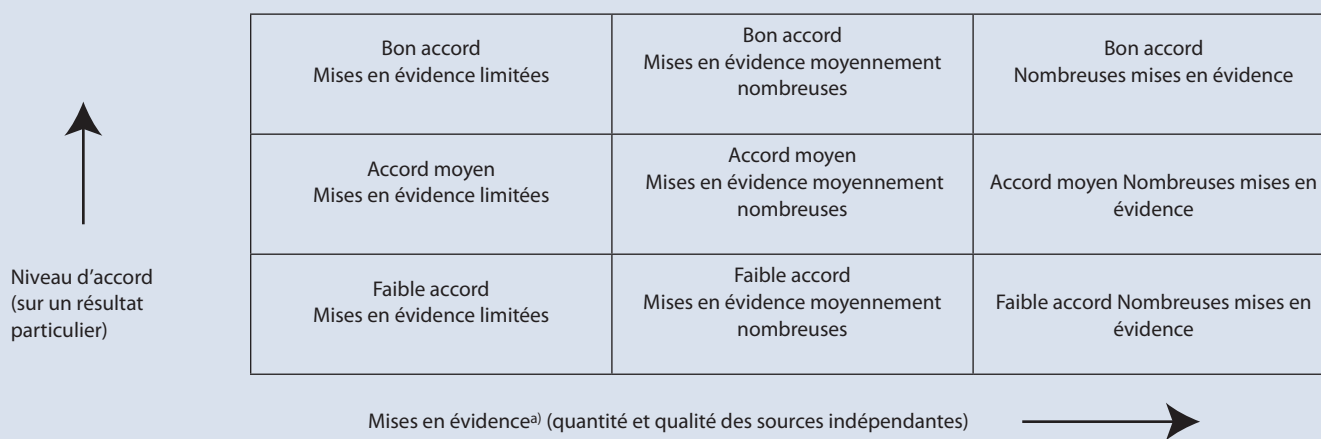 Bon accord
Mises en évidence limitées
Bon accord
Mises en évidence moyennement
nombreuses
Bon accord
Nombreuses mises en évidence
Accord moyen
Mises en évidence limitées
Accord moyen
Mises en évidence moyennement
nombreuses
Accord moyen Nombreuses mises en
évidence
Niveau d’accord
(sur un résultat
particulier)
Faible accord
Mises en évidence limitées
Faible accord
Mises en évidence moyennement
nombreuses
Faible accord Nombreuses mises en
évidence
Mises en évidence a) (quantité et qualité des sources indépendantes)